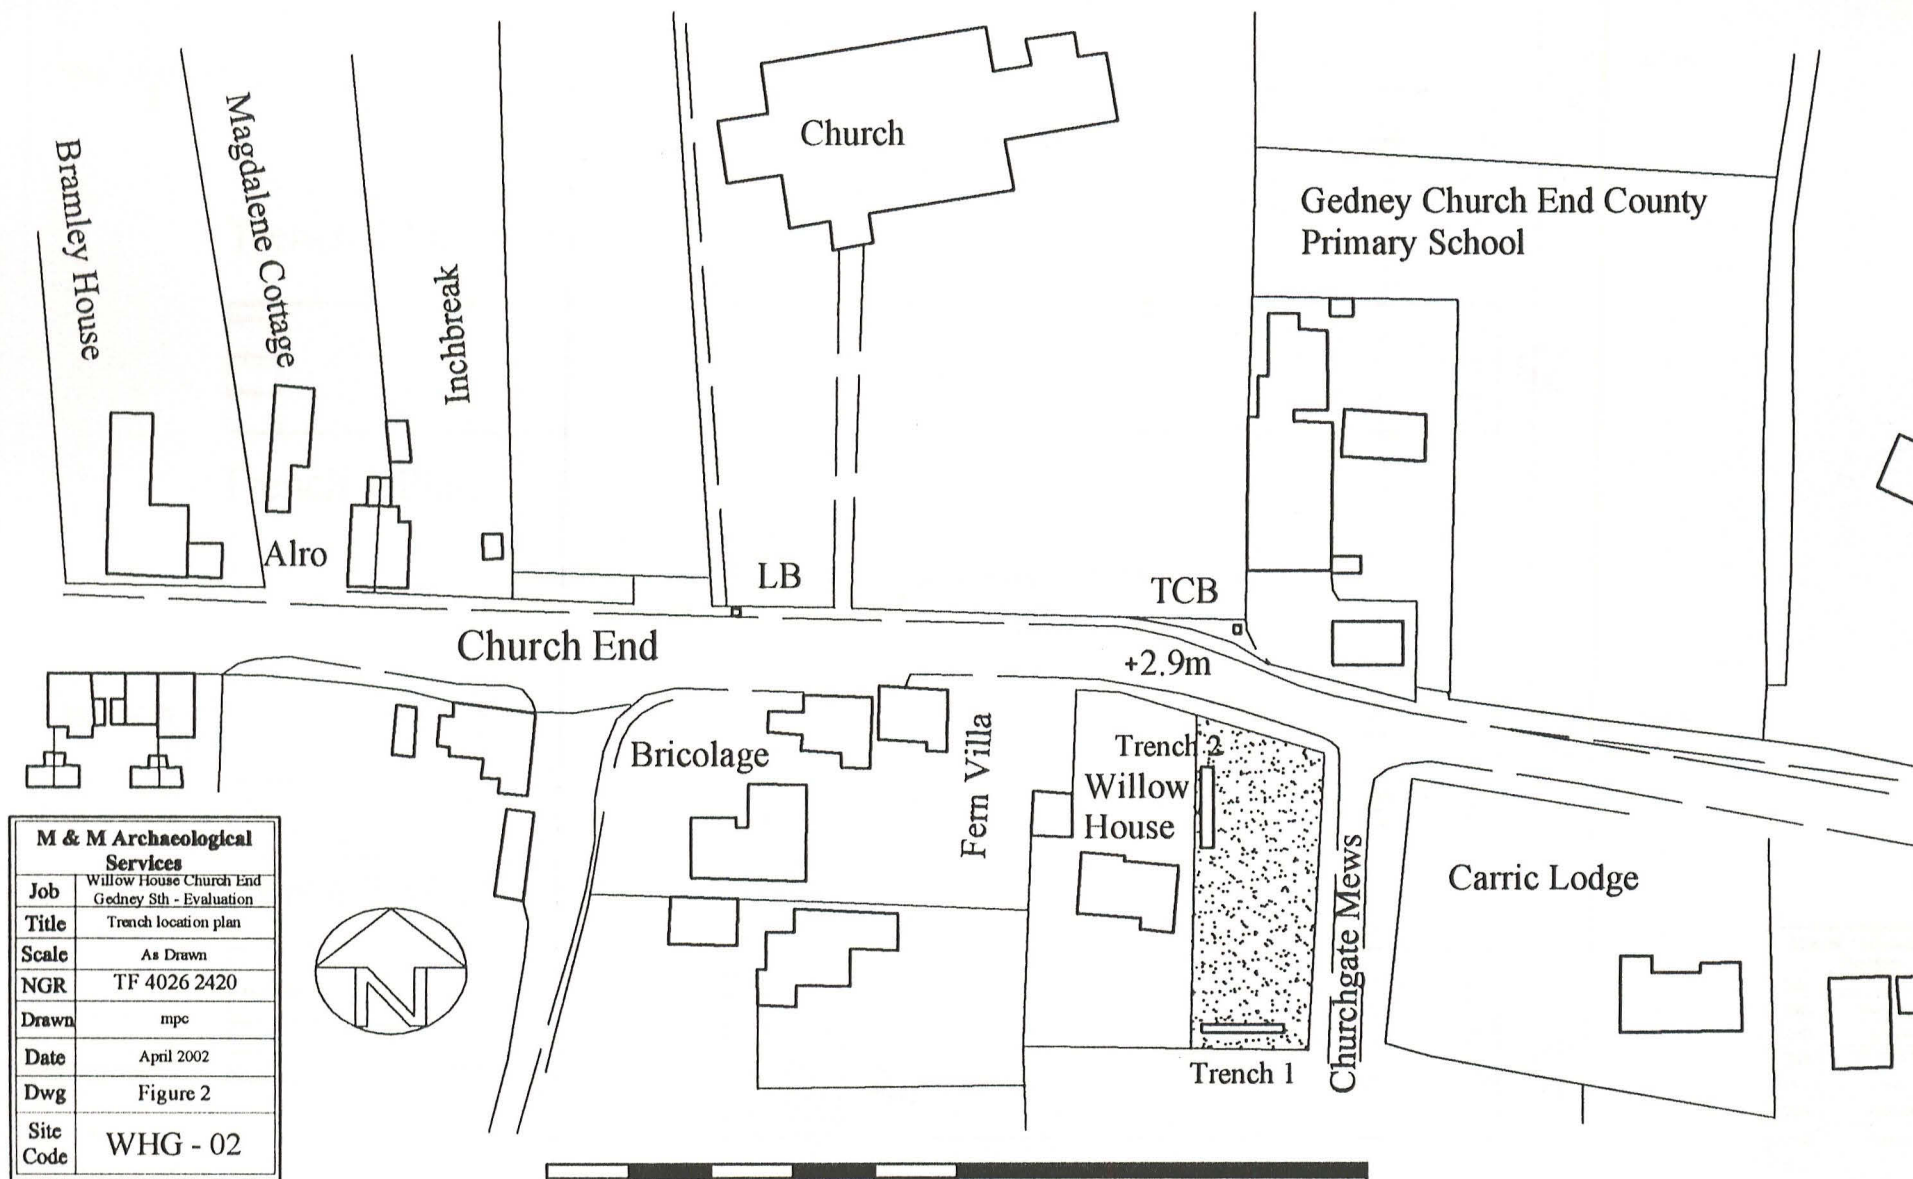 Church
Gedney Church End County
Primary School
Magdalene Cottage
Bramley House
Inchbreak
Alro
LB
TCB
Church End
+2.9m
Bricolage
Fern Villa
Trench 2
Willow
House
Churchgate Mews
Carric Lodge
Trench 1
M & M Archaeological
Services
Job Willow House Church End
Gedney Sth - Evaluation
Title Trench location plan
Scale As Drawn
NGR TF 4026 2420
Drawn mpc
Date April 2002
Dwg Figure 2
Site
Code WHG - 02
N